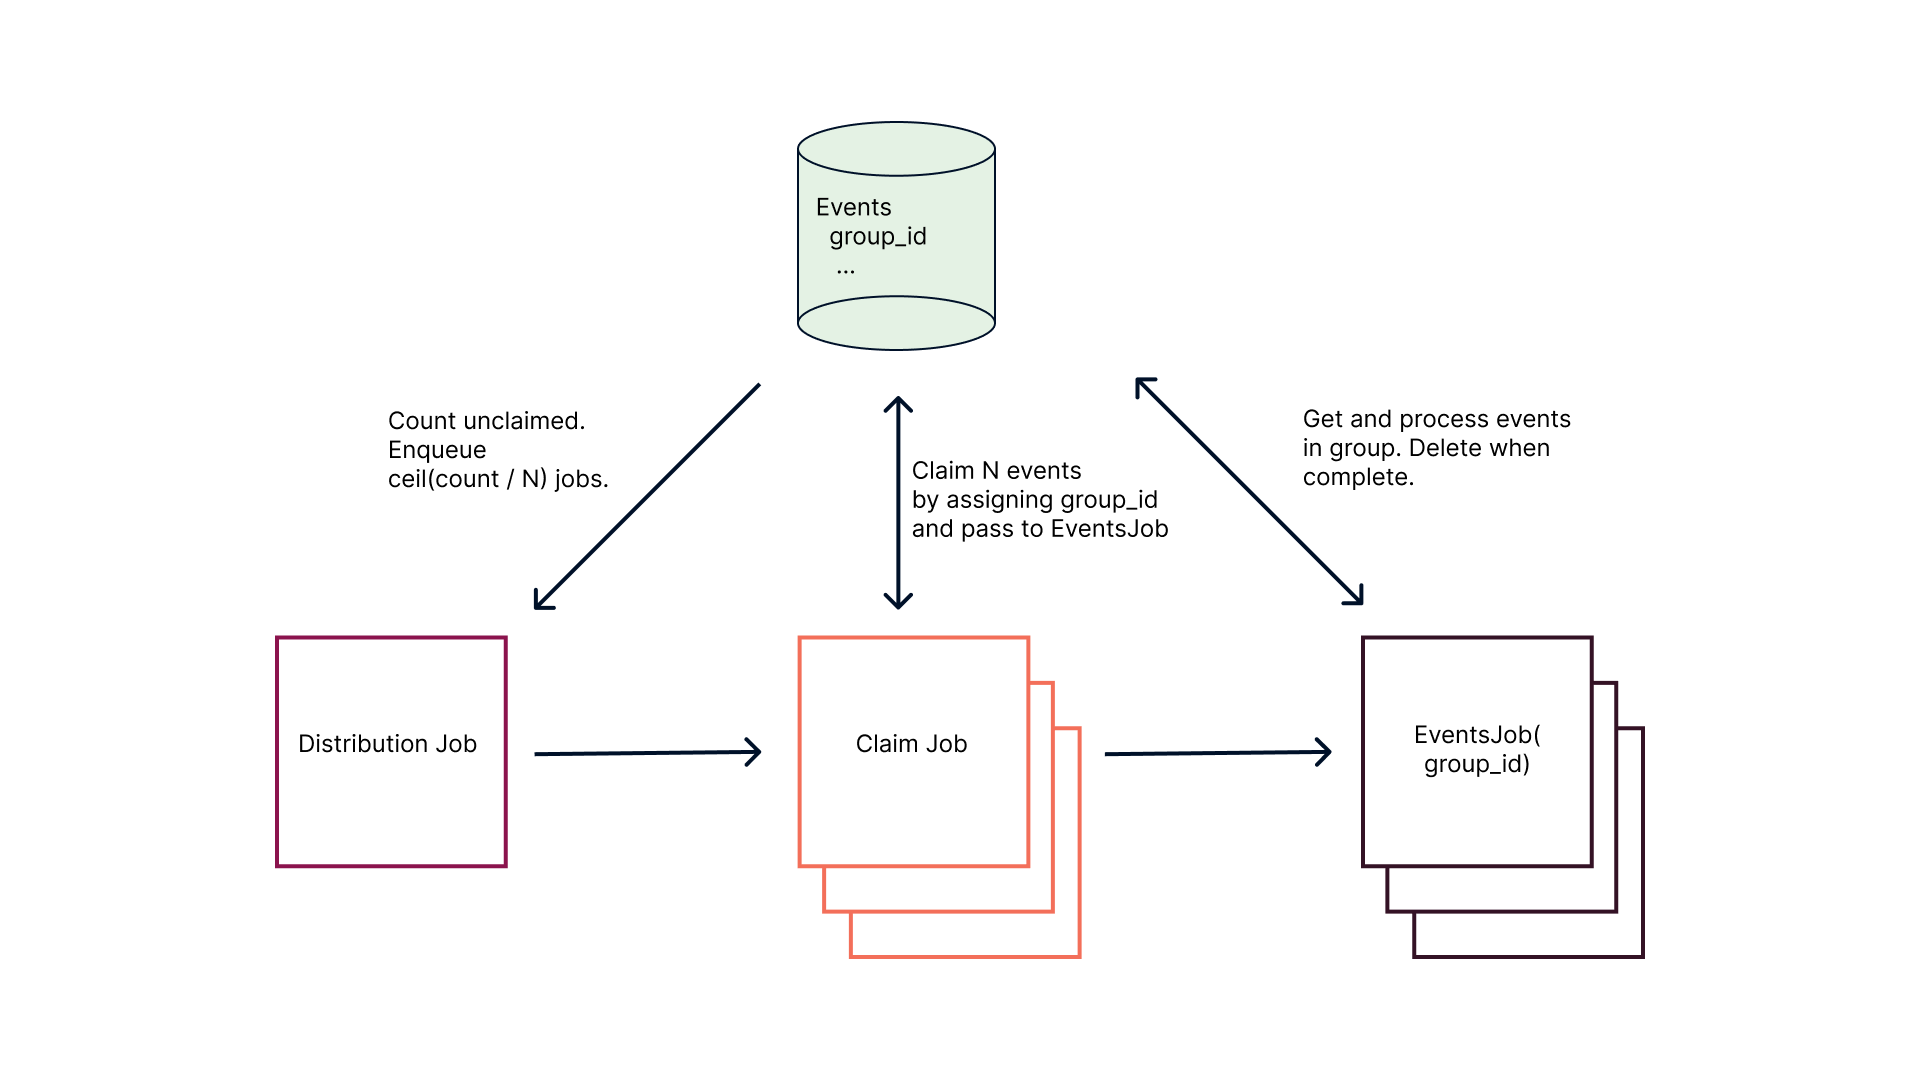 Events
group_id
...
Count unclaimed.
Enqueue
ceil(count / N) jobs.
Claim N events
by assigning group_id
and pass to EventsJob
Get and process events
in group. Delete when
complete.
Distribution Job
Claim Job
EventsJob(
group_id)